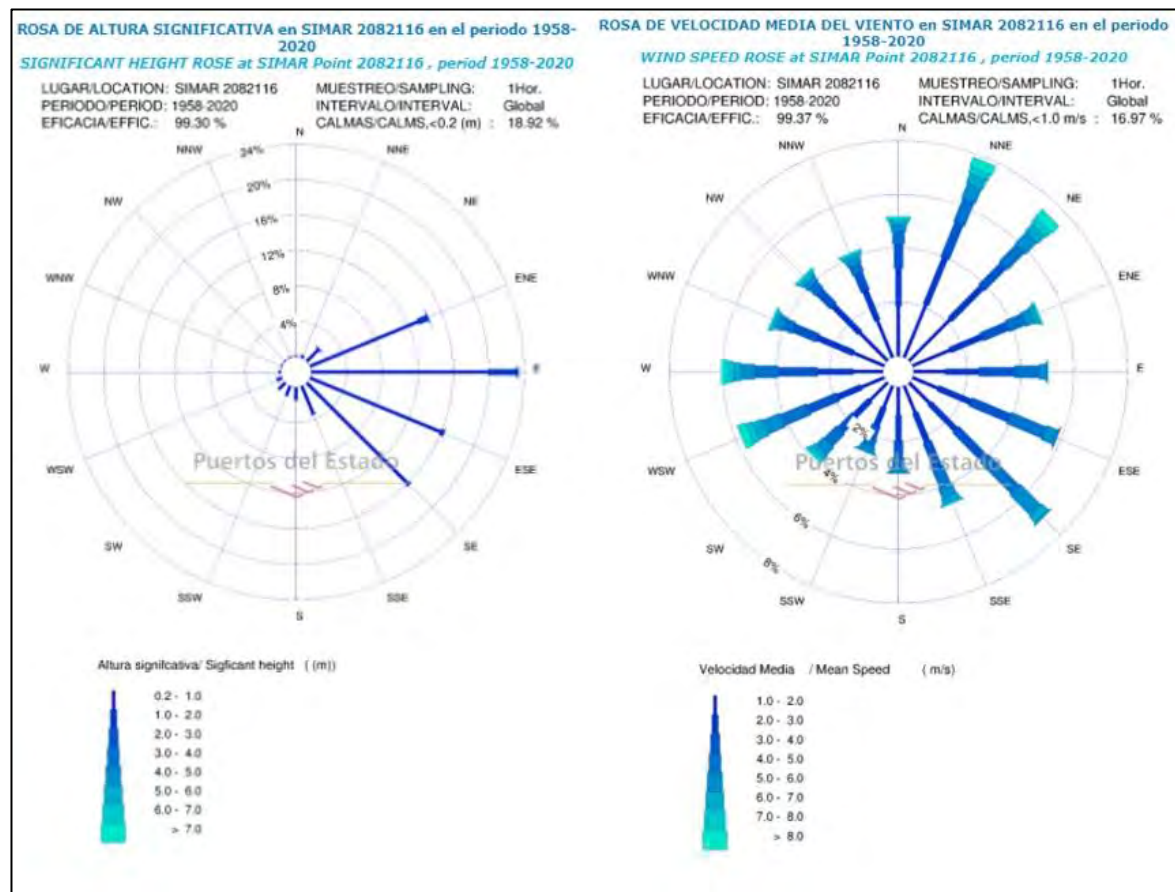 ROSA DE ALTURA SIGNIFICATIVA en SIMAR 2082116 en el periodo 1958-
2020
SIGNIFICANT HEIGHT ROSE at SIMAR Point 2082116 , period 1958-2020
LUGAR/LOCATION: SIMAR 2082116 MUESTREO/SAMPLING: 1Hor.
PERIODO/PERIOD: 1958-2020 INTERVALO/INTERVAL: Global
EFICACIA/EFFIC.: 99.30 % CALMAS/CALMS,<0.2 (m) : 18.92 %
N
NNW
NNE
24%
NW
NE
20%
16%
12%
WNW
ENE
8%
4%
W
E
WSW
ESE
Puertos del Estado
SW
SE
SSW
SSE
S
Altura signifcativa/ Sigficant height ( (m))
0.2 - 1.0
1.0 - 2.0
2.0 - 3.0
3.0 - 4.0
4.0 - 5.0
5.0 - 6.0
6.0 - 7.0
> 7.0
ROSA DE VELOCIDAD MEDIA DEL VIENTO en SIMAR 2082116 en el periodo
1958-2020
WIND SPEED ROSE at SIMAR Point 2082116 , period 1958-2020
LUGAR/LOCATION: SIMAR 2082116 MUESTREO/SAMPLING: 1Hor.
PERIODO/PERIOD: 1958-2020 INTERVALO/INTERVAL: Global
EFICACIA/EFFIC.: 99.37 % CALMAS/CALMS,<1.0 m/s : 16.97 %
N
NNW
NNE
NW
NE
WNW
ENE
W
E
2%
WSW
ESE
Puertos del Estado
4%
6%
SW
SE
8%
SSW
SSE
S
Velocidad Media / Mean Speed ( m/s)
1.0 - 2.0
2.0 - 3.0
3.0 - 4.0
4.0 - 5.0
5.0 - 6.0
6.0 - 7.0
7.0 - 8.0
> 8.0